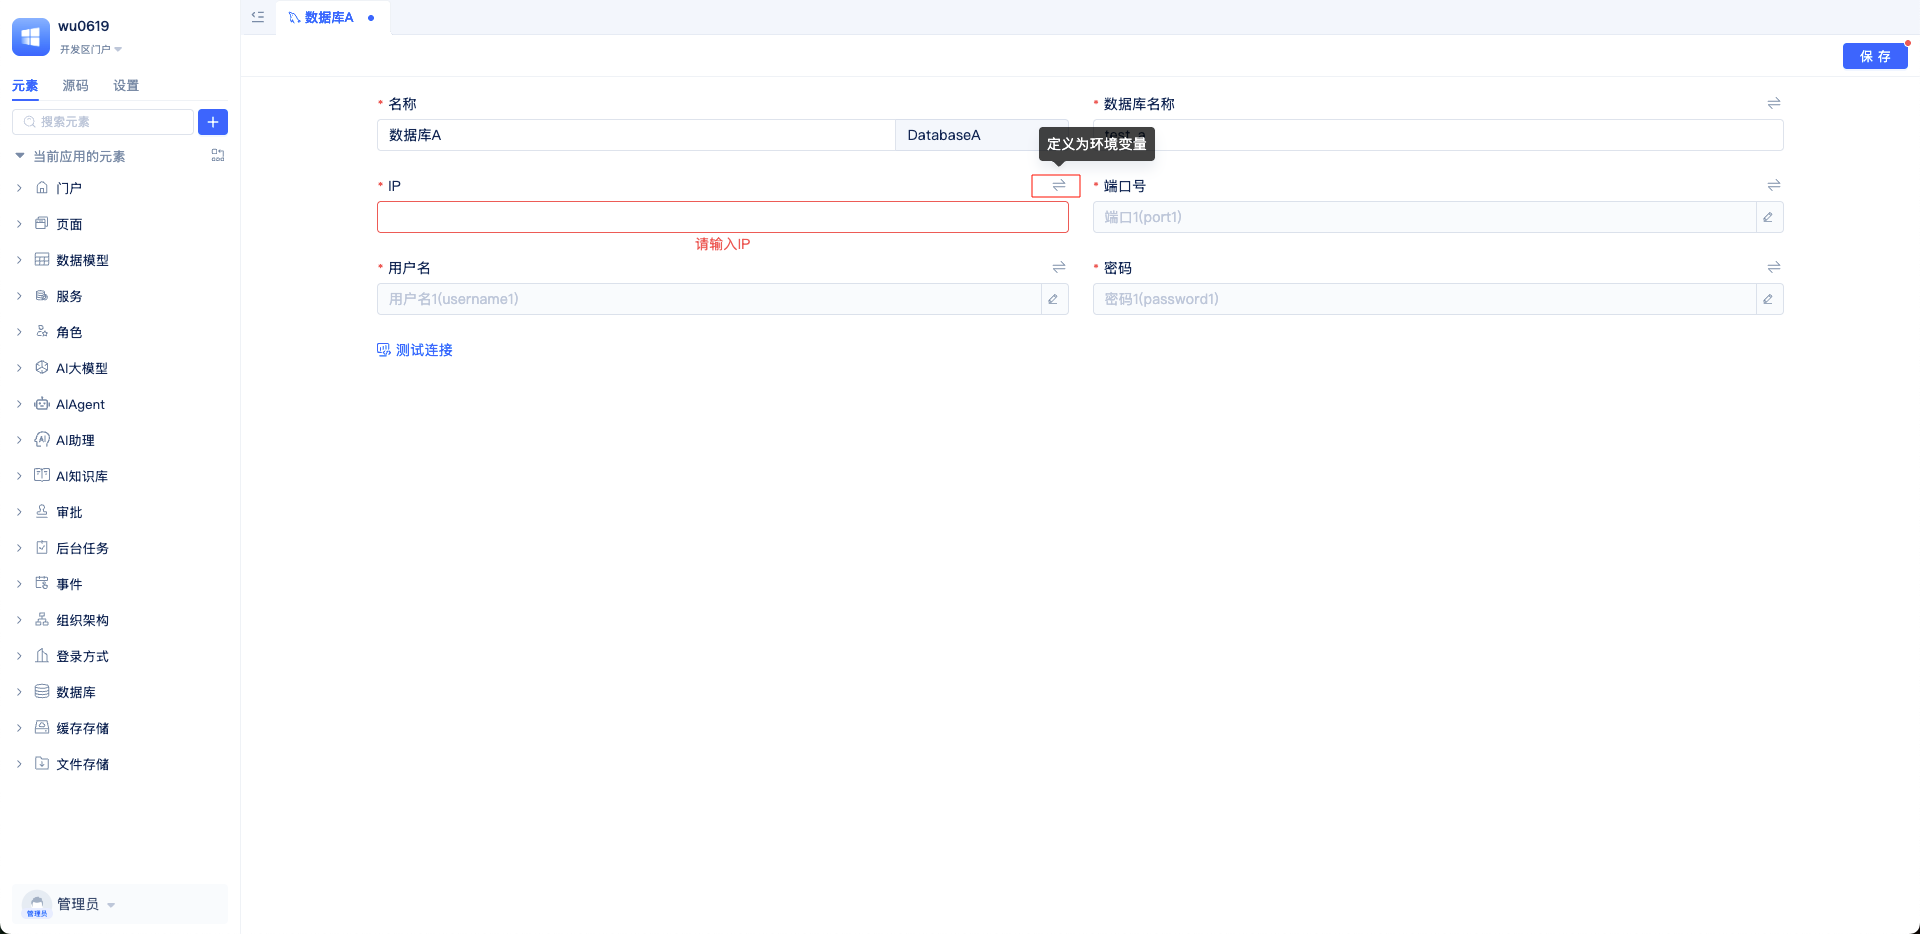 wu0619
开发区门户
元素 源码 设置
搜索元素
当前应用的元素
门户
页面
数据模型
服务
角色
AI大模型
AIAgent
AI助理
AI知识库
审批
后台任务
事件
组织架构
登录方式
数据库
缓存存储
文件存储
管理员
管理员
数据库A
保 存
* 名称
数据库A DatabaseA
* 数据库名称
test_a
定义为环境变量
* IP
请输入IP
* 端口号
端口1(port1)
* 用户名
用户名1(username1)
* 密码
密码1(password1)
测试连接